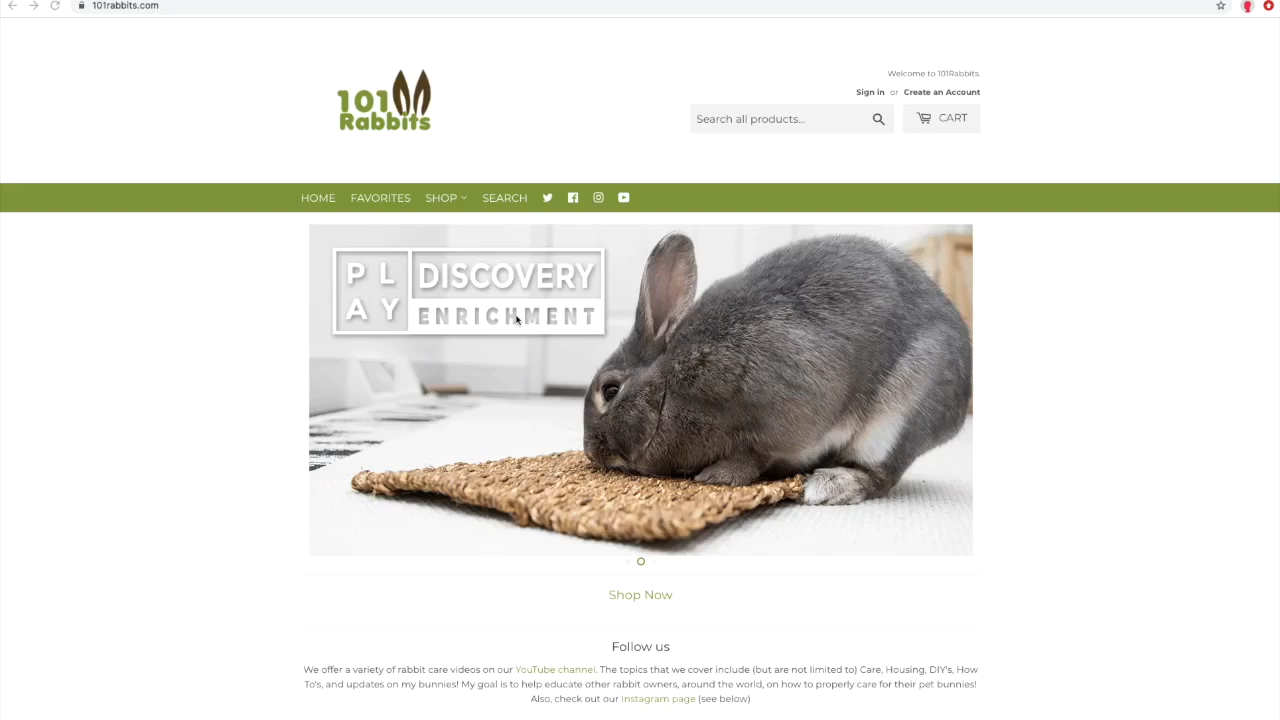 101rabbits.com
101
Rabbits
Welcome to 101Rabbits.
Sign in or Create an Account
Search all products...
CART
HOME FAVORITES SHOP SEARCH
PLAY
DISCOVERY
ENRICHMENT
Shop Now
Follow us
We offer a variety of rabbit care videos on our YouTube channel. The topics that we cover include (but are not limited to) Care, Housing, DIY's, How
To's, and updates on my bunnies! My goal is to help educate other rabbit owners, around the world, on how to properly care for their pet bunnies!
Also, check out our Instagram page (see below)